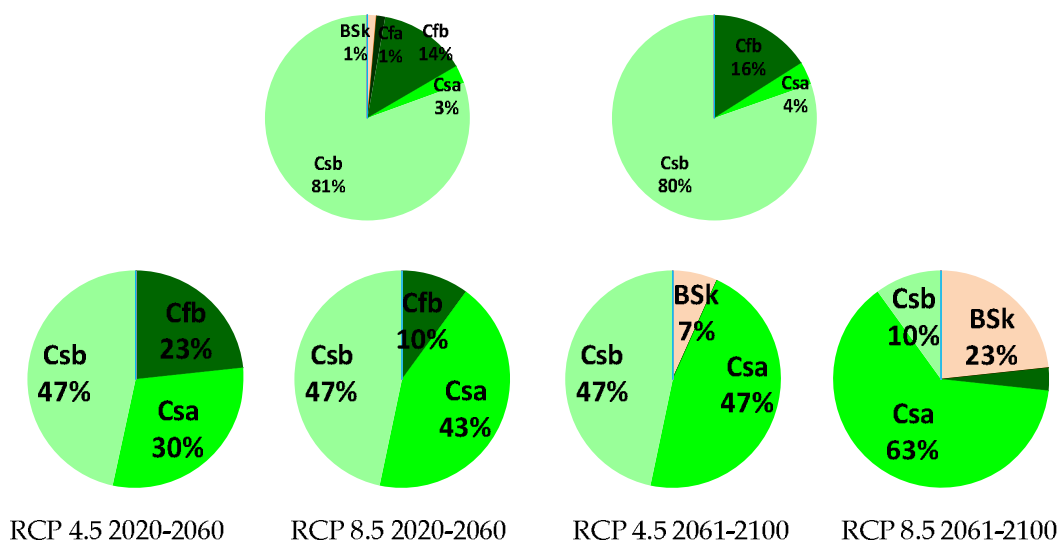 BSk
1%
Cfa
1%
Cfb
14%
Csa
3%
Csb
81%
Cfb
16%
Csa
4%
Csb
80%
Cfb
23%
Csb
47%
Csa
30%
Cfb
10%
Csb
47%
Csa
43%
BSk
7%
Csb
47%
Csa
47%
Csb
10%
BSk
23%
Csa
63%
RCP 4.5 2020-2060
RCP 8.5 2020-2060
RCP 4.5 2061-2100
RCP 8.5 2061-2100